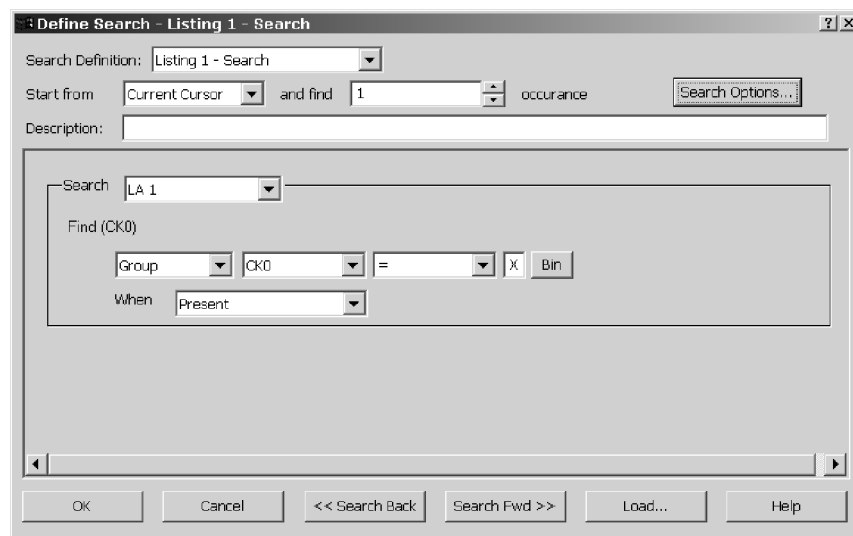 Define Search - Listing 1 - Search ? X
Search Definition: Listing 1 - Search
Start from Current Cursor and find 1 occurance Search Options...
Description:
Search LA 1
Find (CK0)
Group CK0 = X Bin
When Present
OK Cancel << Search Back Search Fwd >> Load... Help